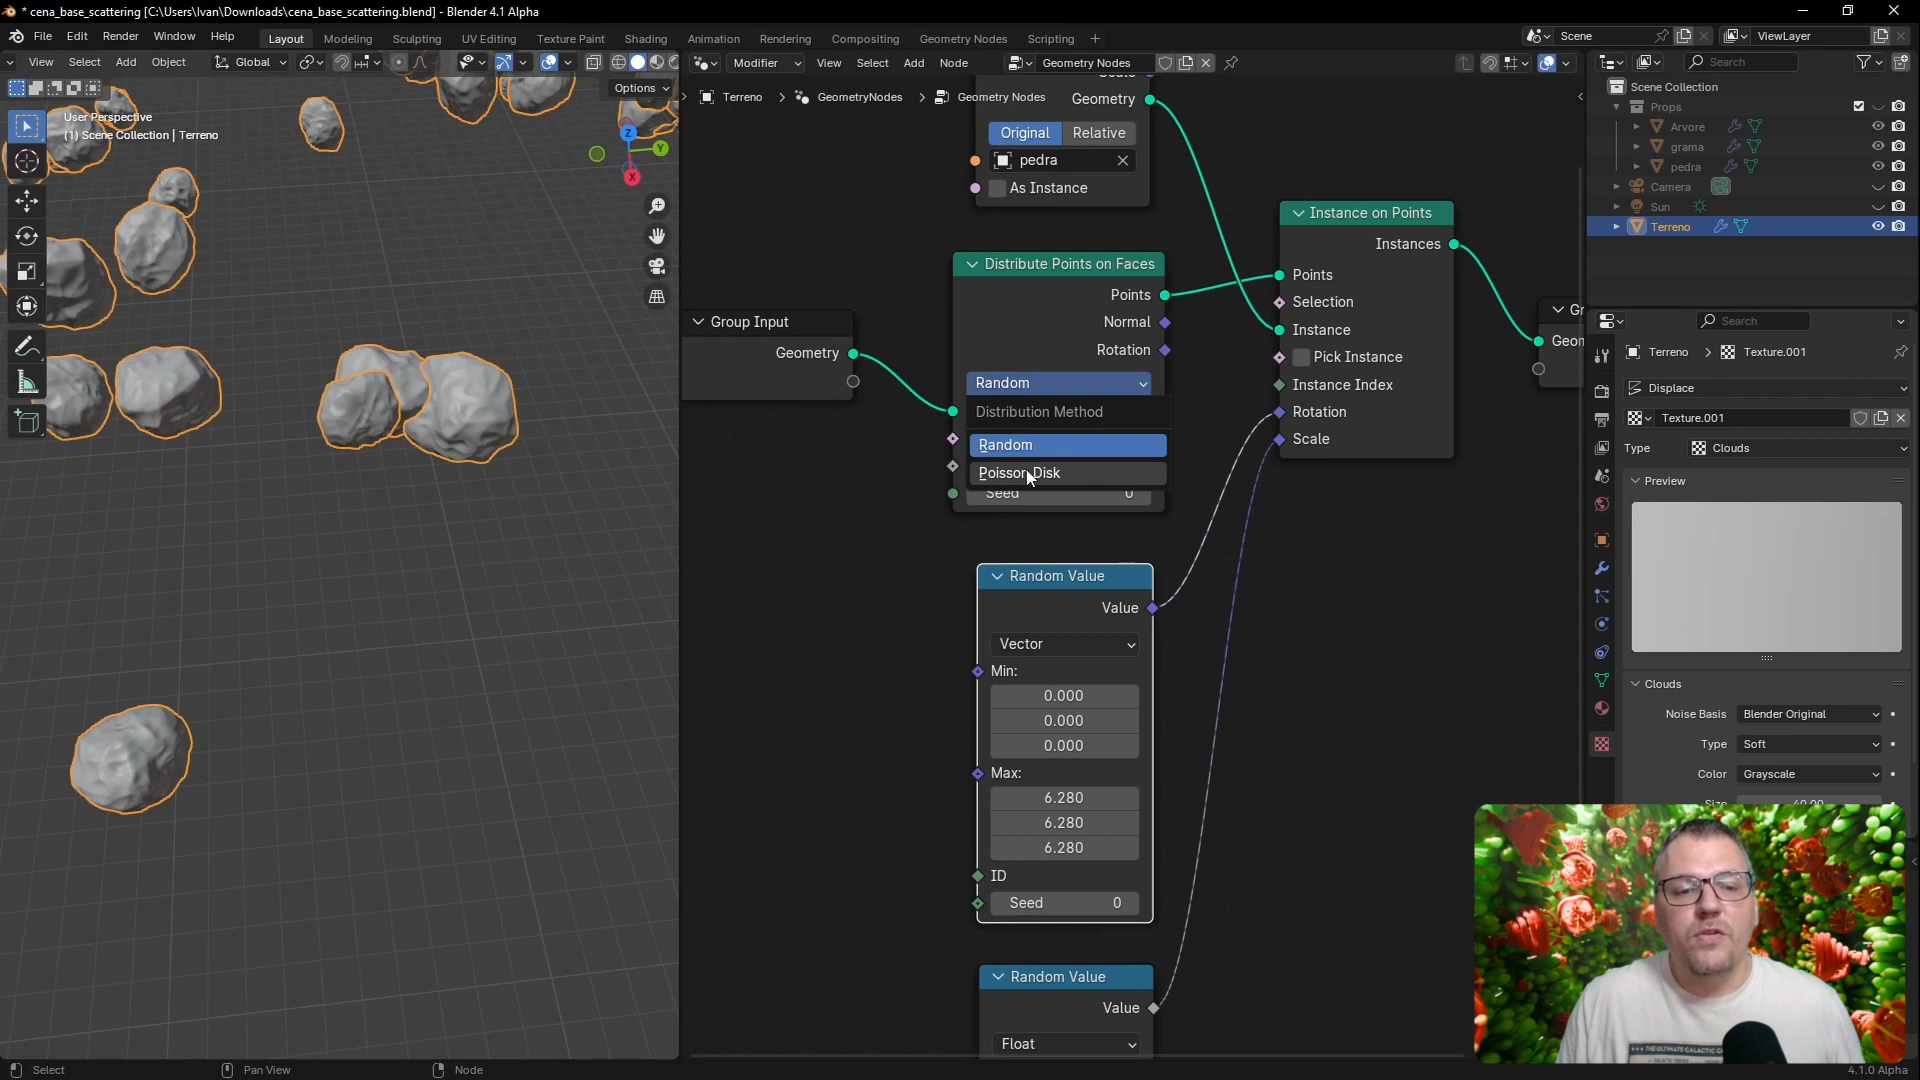 * cena_base_scattering [C:\Users\Ivan\Downloads\cena_base_scattering.blend] - Blender 4.1 Alpha
File Edit Render Window Help Layout Modeling Sculpting UV Editing Texture Paint Shading Animation Rendering Compositing Geometry Nodes Scripting +
Scene
ViewLayer
View Select Add Object Global
Options
User Perspective
(1) Scene Collection | Terreno
Z
Y
X
Modifier View Select Add Node Geometry Nodes
Terreno > GeometryNodes > Geometry Nodes
Geometry
Original Relative
pedra
As Instance
Group Input
Geometry
Distribute Points on Faces
Points
Normal
Rotation
Random
Distribution Method
Random
Poisson Disk
Seed 0
Instance on Points
Instances
Points
Selection
Instance
Pick Instance
Instance Index
Rotation
Scale
Random Value
Value
Vector
Min:
0.000
0.000
0.000
Max:
6.280
6.280
6.280
ID
Seed 0
Random Value
Value
Float
Search
Scene Collection
Props
Arvore
grama
pedra
Camera
Sun
Terreno
Search
Terreno > Texture.001
Displace
Texture.001
Type Clouds
Preview
Clouds
Noise Basis Blender Original
Type Soft
Color Grayscale
Size 40.00
Select
Pan View
Node
4.1.0 Alpha